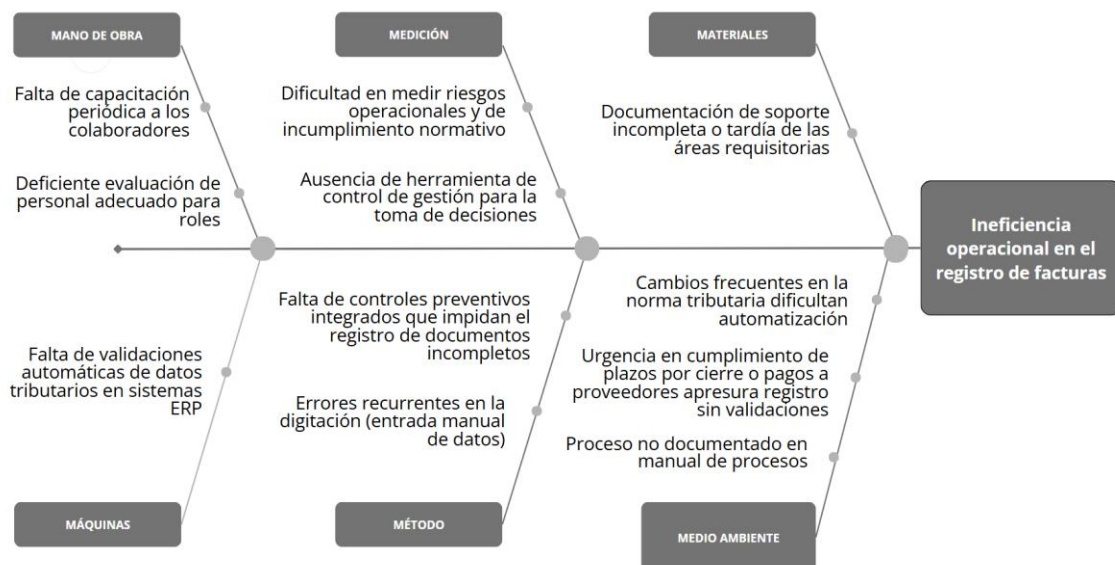 MANO DE OBRA
MEDICIÓN
MATERIALES
Falta de capacitación
periódica a los
colaboradores
Deficiente evaluación de
personal adecuado para
roles
Dificultad en medir riesgos
operacionales y de
incumplimiento normativo
Ausencia de herramienta de
control de gestión para la
toma de decisiones
Documentación de soporte
incompleta o tardía de las
áreas requisitorias
Ineficiencia
operacional en el
registro de facturas
Falta de validaciones
automáticas de datos
tributarios en sistemas
ERP
Falta de controles preventivos
integrados que impidan el
registro de documentos
incompletos
Errores recurrentes en la
digitación (entrada manual
de datos)
Cambios frecuentes en la
norma tributaria dificultan
automatización
Urgencia en cumplimiento de
plazos por cierre o pagos a
proveedores apresura registro
sin validaciones
Proceso no documentado en
manual de procesos
MÁQUINAS
MÉTODO
MEDIO AMBIENTE